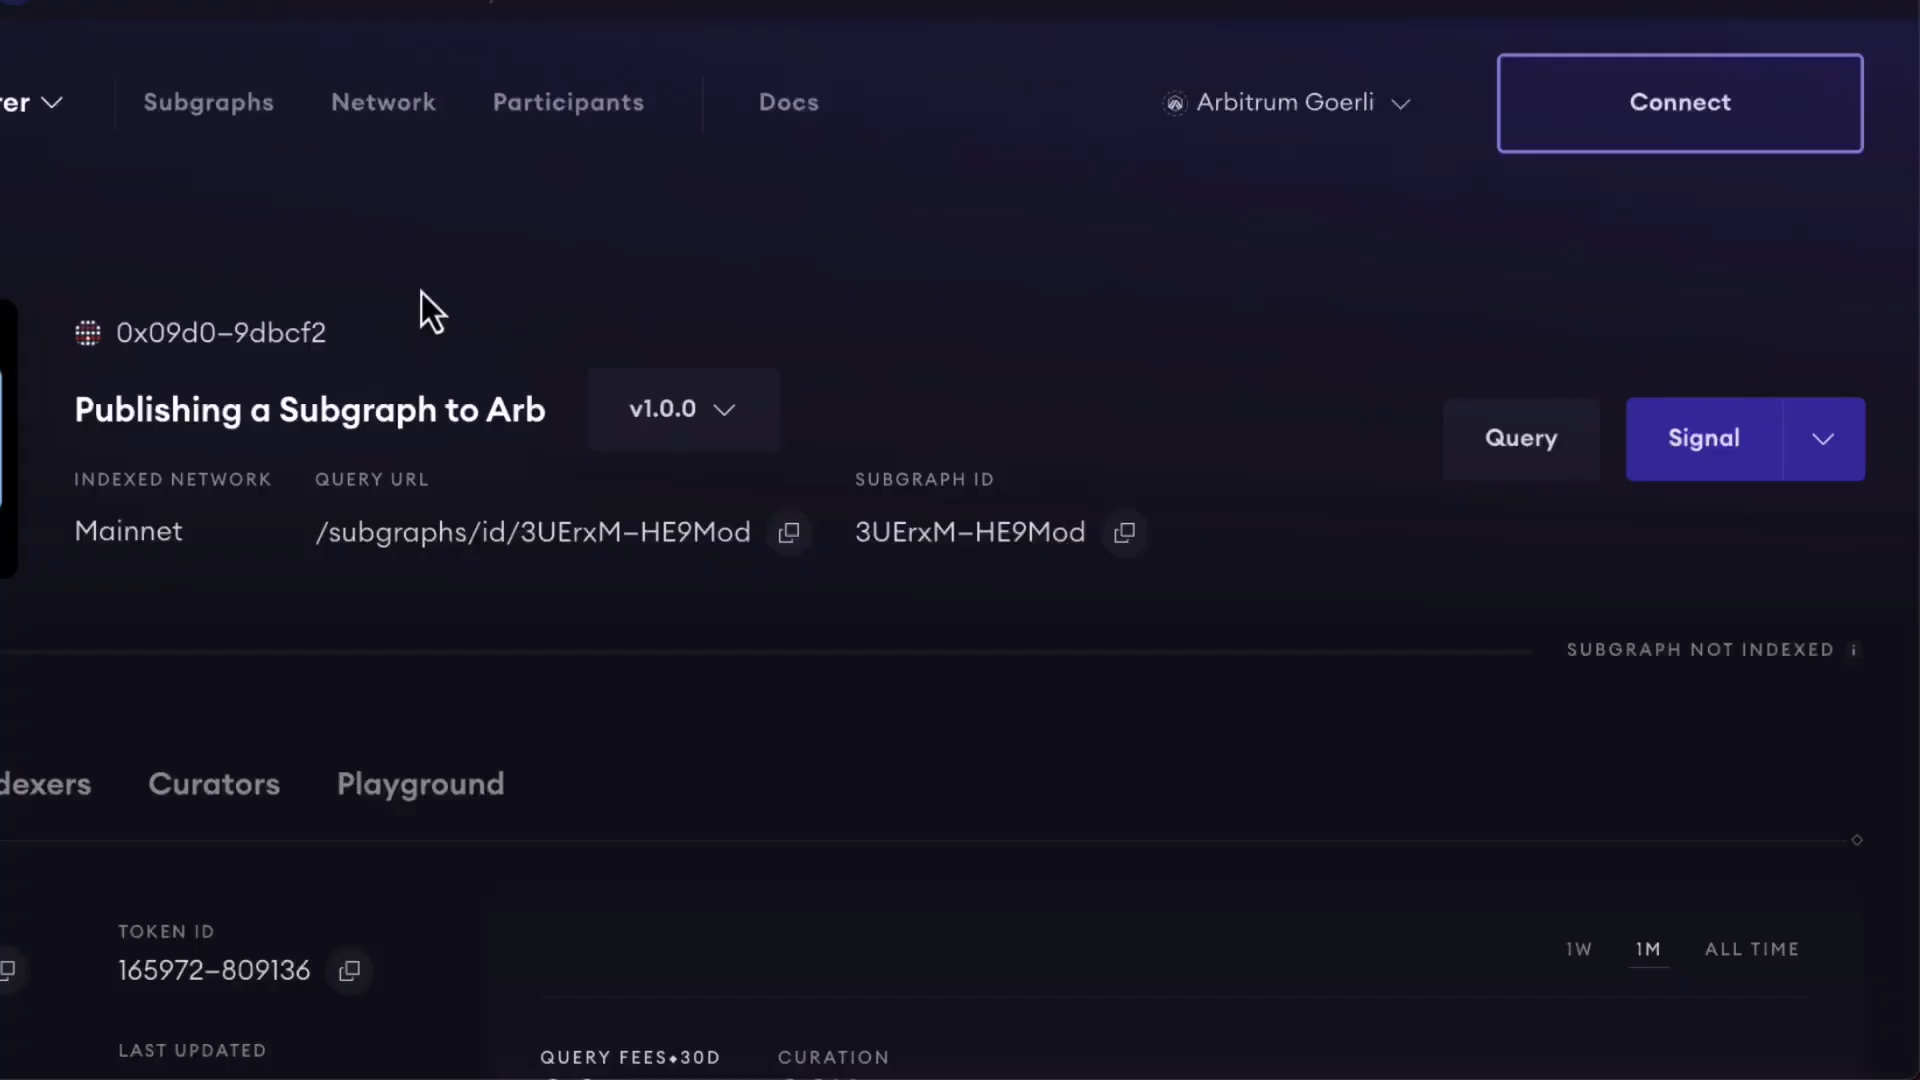 rer
Subgraphs
Network
Participants
Docs
Arbitrum Goerli
Connect
0x09d0–9dbcf2
Publishing a Subgraph to Arb
v1.0.0
Query
Signal
INDEXED NETWORK
QUERY URL
SUBGRAPH ID
Mainnet
/subgraphs/id/3UErxM–HE9Mod
3UErxM–HE9Mod
SUBGRAPH NOT INDEXED
dexers
Curators
Playground
TOKEN ID
165972–809136
1W
1M
ALL TIME
LAST UPDATED
QUERY FEES◆30D
CURATION